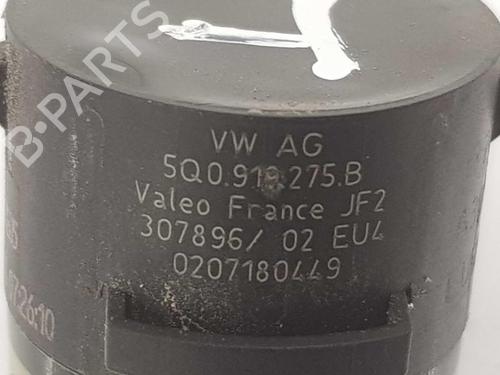 B-PARTS
VW AG
5Q0.919.275.B
Valeo France JF2
307896/ 02 EU4
0207180449